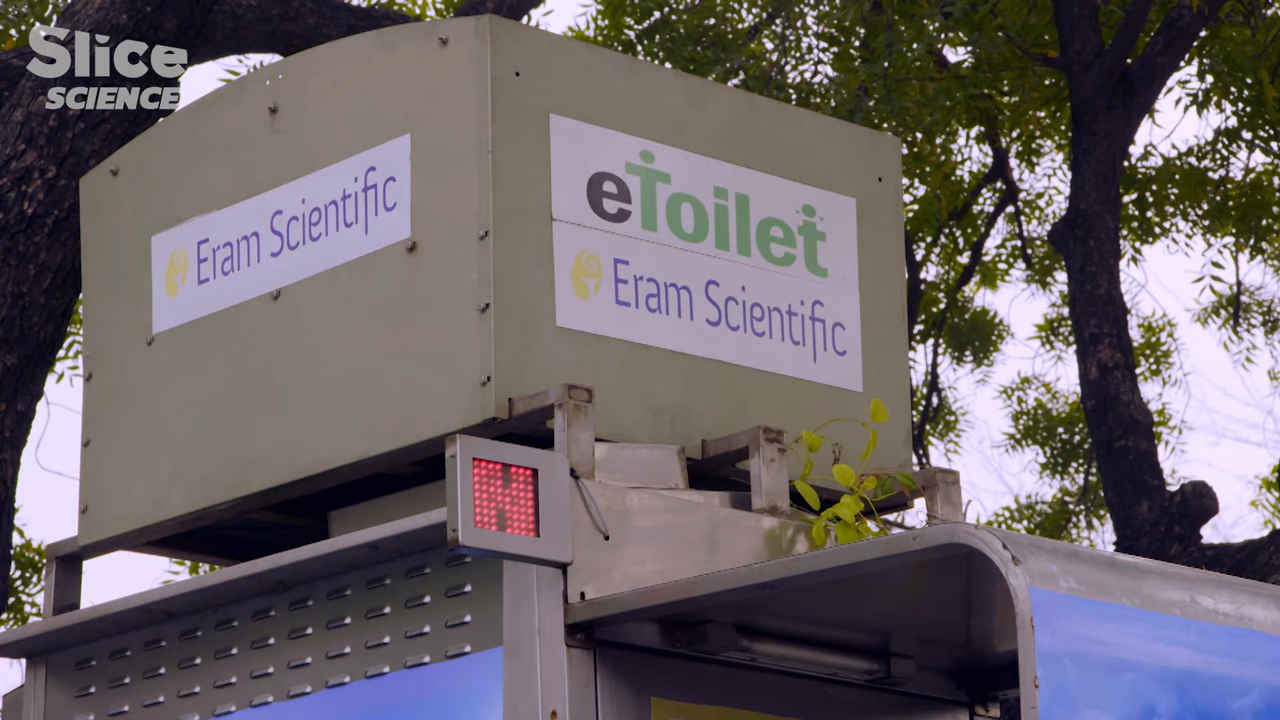 Slice
SCIENCE
Eram Scientific
eToilet
Eram Scientific